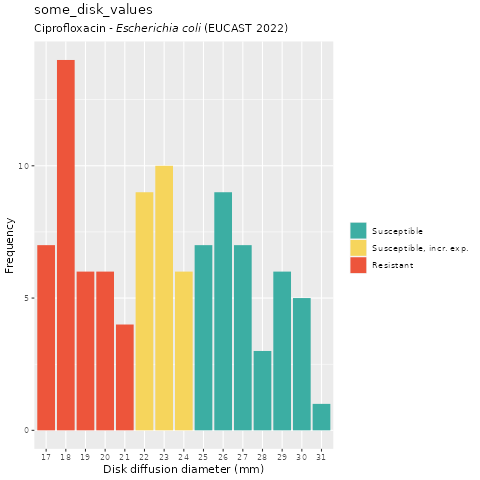 some_disk_values
Ciprofloxacin - Escherichia coli (EUCAST 2022)
Frequency
10
5
0
17 18 19 20 21 22 23 24 25 26 27 28 29 30 31
Disk diffusion diameter (mm)
Susceptible
Susceptible, incr. exp.
Resistant